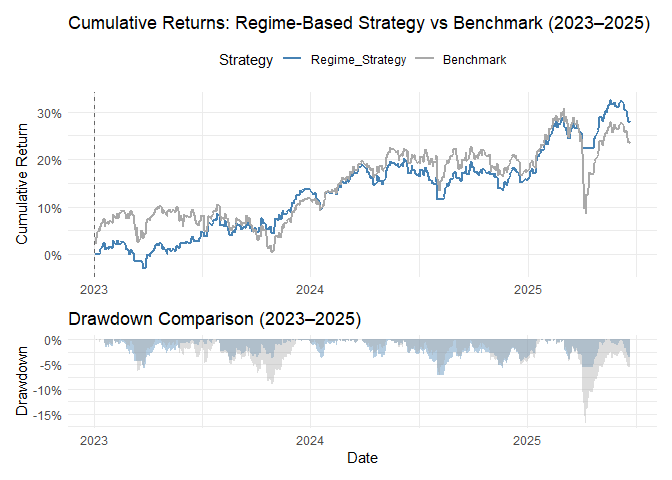 Cumulative Returns: Regime-Based Strategy vs Benchmark (2023–2025)
Strategy Regime_Strategy Benchmark
Cumulative Return
30%
20%
10%
0%
2023 2024 2025
Drawdown Comparison (2023–2025)
Drawdown
0%
-5%
-10%
-15%
2023 2024 2025
Date